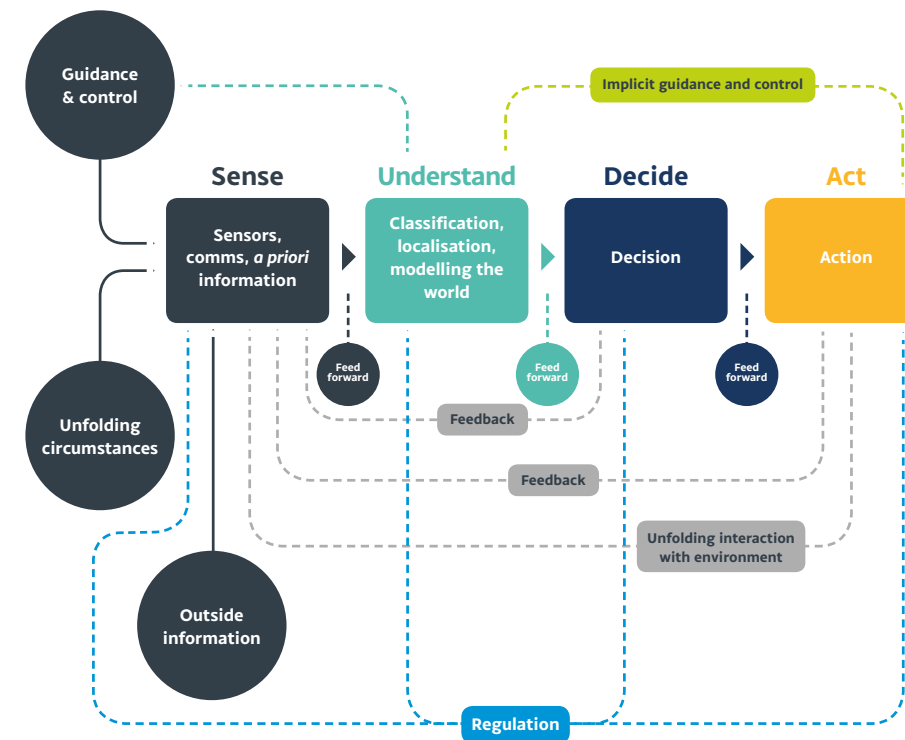 Guidance
& control
Implicit guidance and control
Sense
Understand
Decide
Act
Sensors,
comms, a priori
information
Classification,
localisation,
modelling the
world
Decision
Action
Feed
forward
Feed
forward
Feed
forward
Unfolding
circumstances
Feedback
Feedback
Unfolding interaction
with environment
Outside
information
Regulation